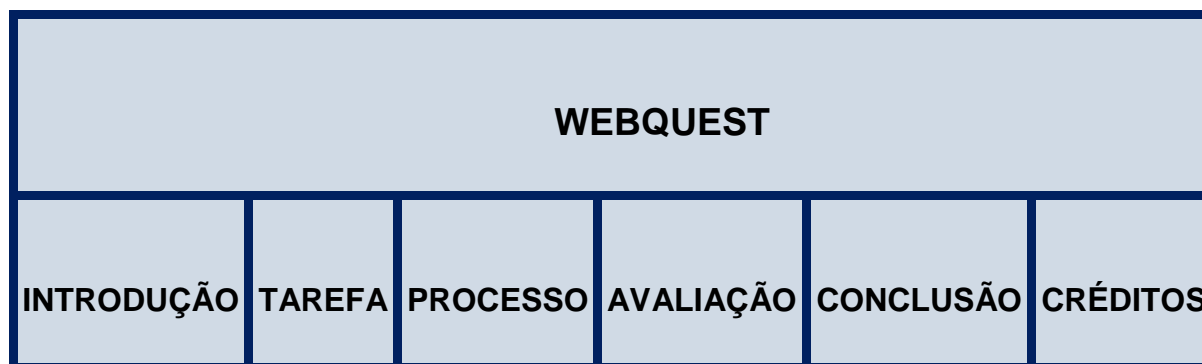 WEBQUEST
INTRODUÇÃO TAREFA PROCESSO AVALIAÇÃO CONCLUSÃO CRÉDITOS